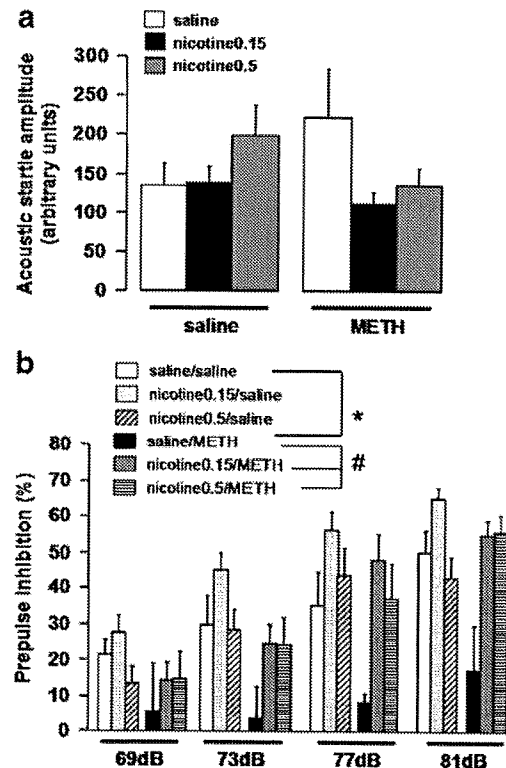 a
saline
nicotine0.15
nicotine0.5
Acoustic startle amplitude
(arbitrary units)
300
250
200
150
100
50
0
saline METH
b
saline/saline
nicotine0.15/saline
nicotine0.5/saline
saline/METH
nicotine0.15/METH
nicotine0.5/METH
*
#
Prepulse Inhibition (%)
80
70
60
50
40
30
20
10
0
69dB 73dB 77dB 81dB